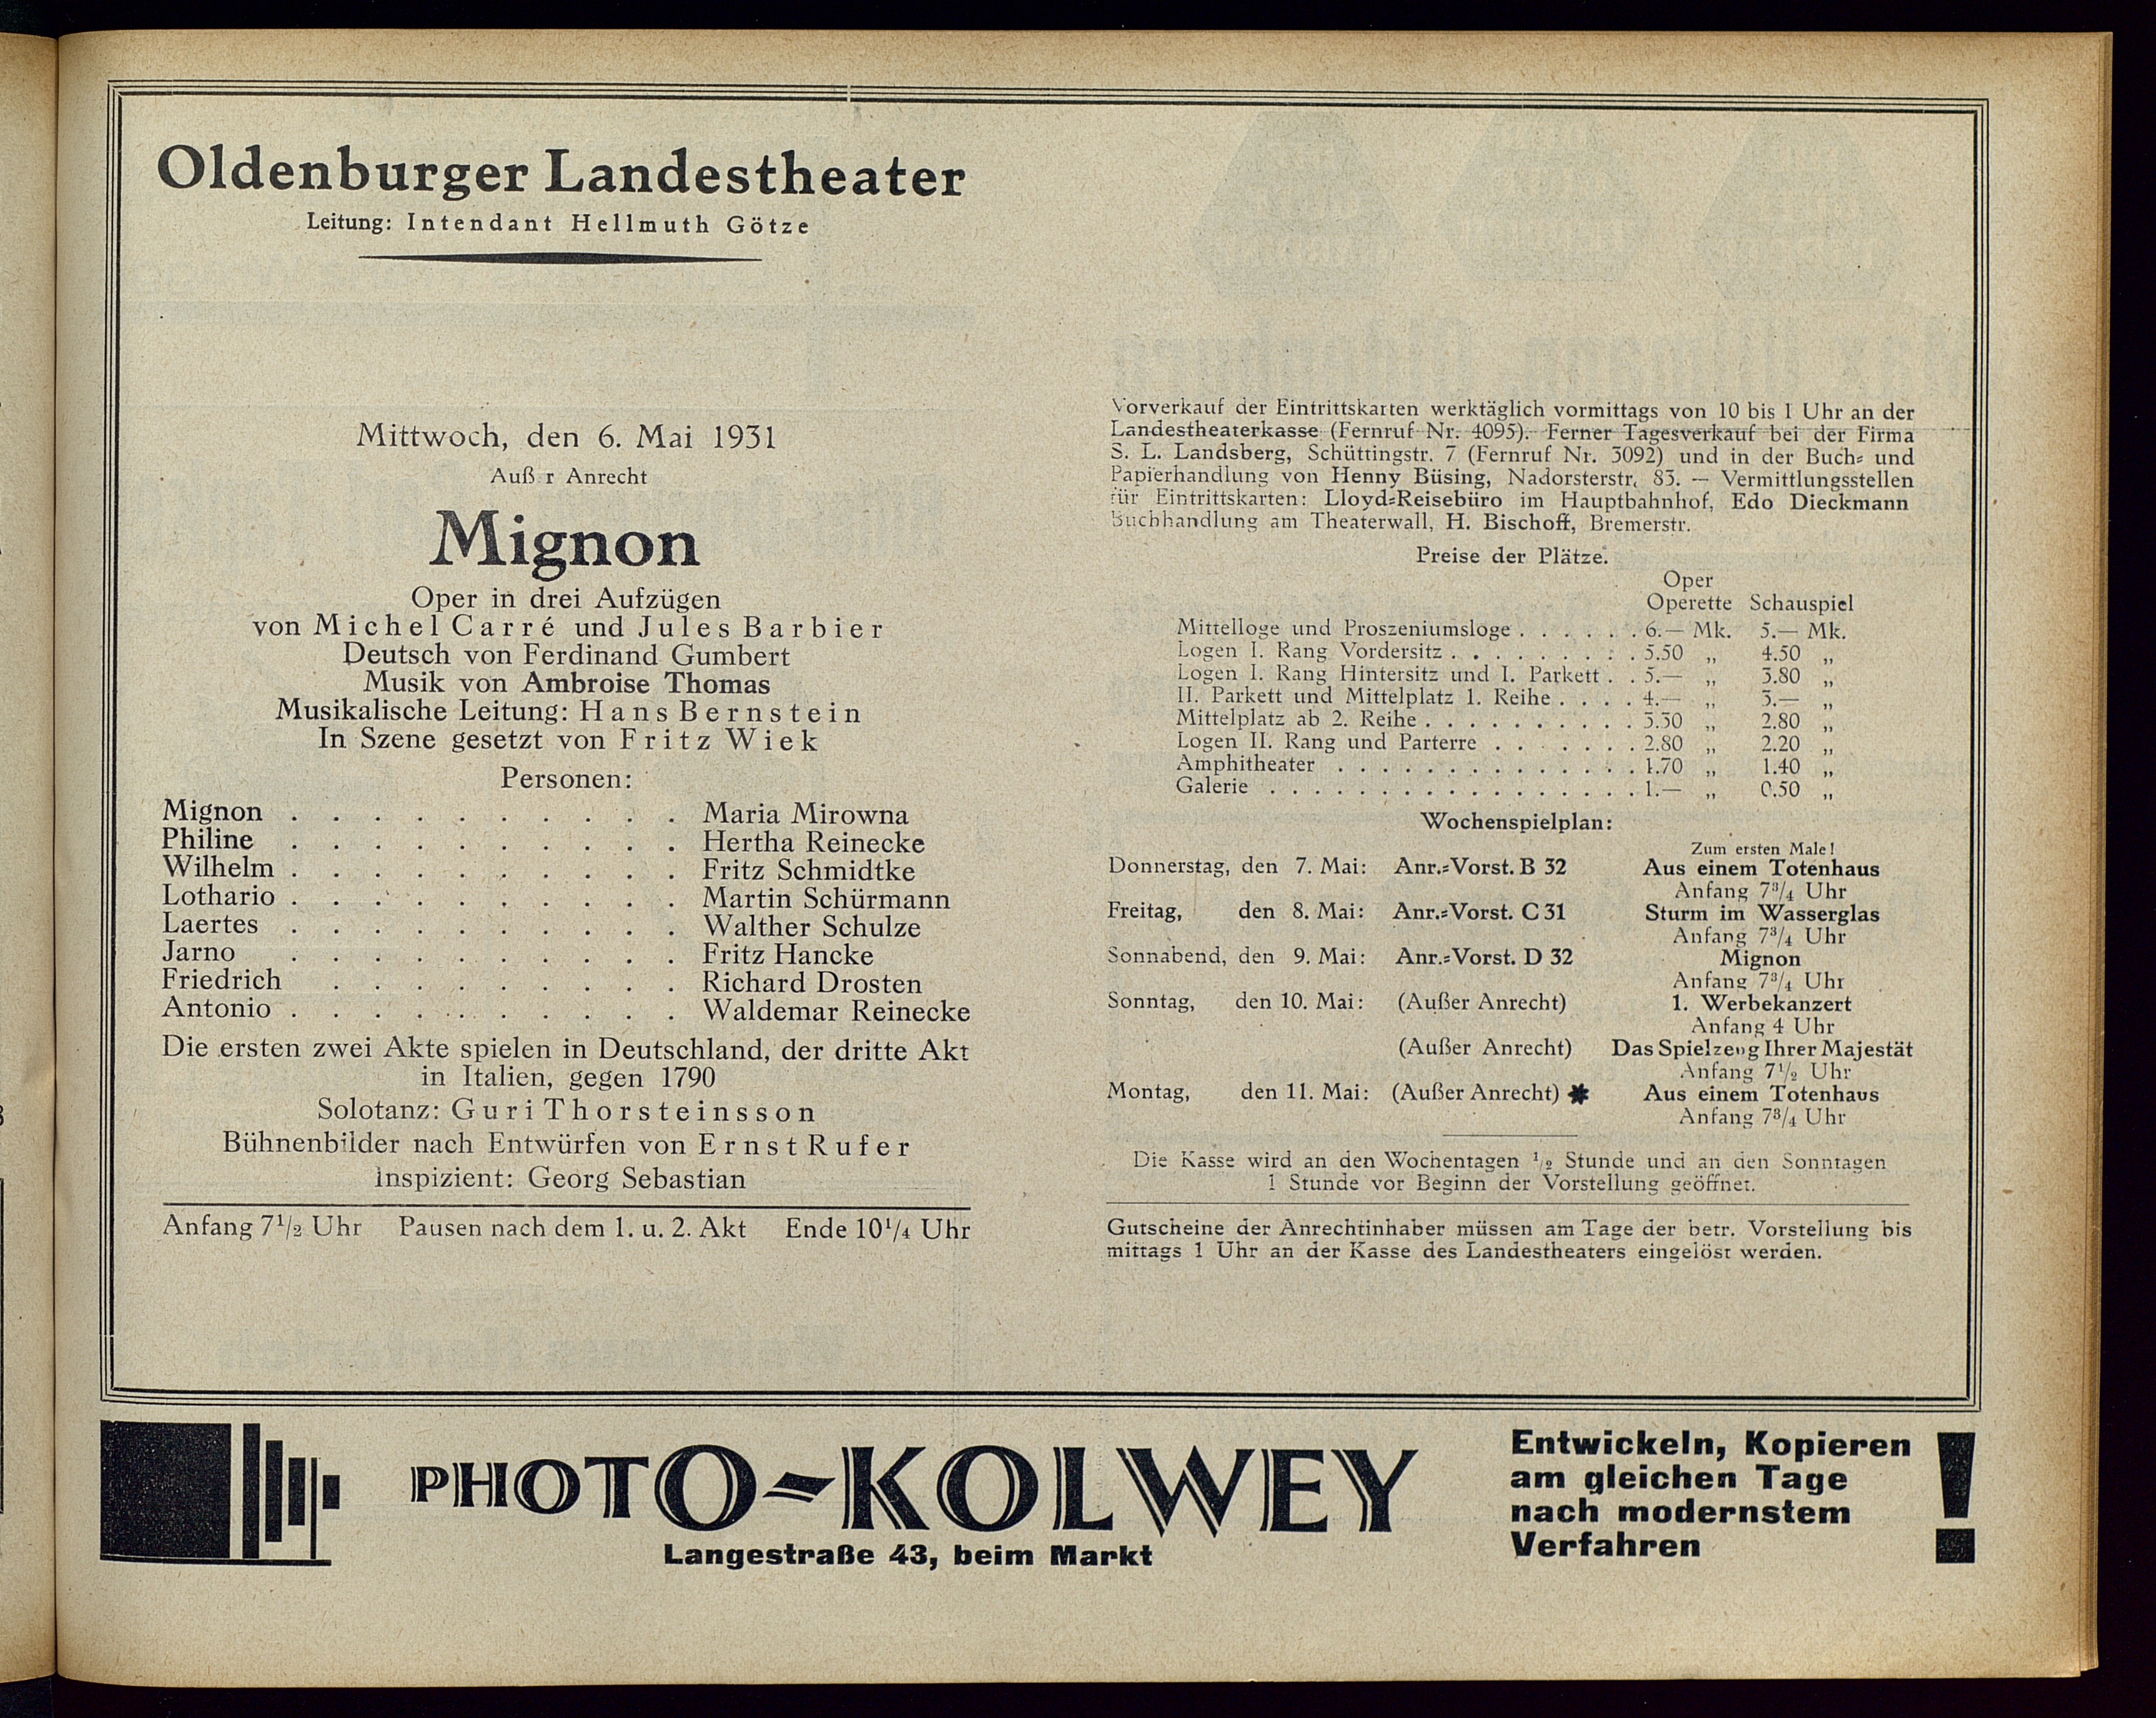 Oldenburger Landestheater
Leitung: Intendant Hellmuth Götze
Mittwoch, den 6. Mai 1931
Auß r Anrecht
Mignon
Oper in drei Aufzügen
von Michel Carré und Jules Barbier
Deutsch von Ferdinand Gumbert
Musik von Ambroise Thomas
Musikalische Leitung: Hans Bernstein
In Szene gesetzt von Fritz Wiek
Personen:
Mignon . . . . . . . . . . Maria Mirowna
Philine . . . . . . . . . . Hertha Reinecke
Wilhelm . . . . . . . . . . Fritz Schmidtke
Lothario . . . . . . . . . . Martin Schürmann
Laertes . . . . . . . . . . Walther Schulze
Jarno . . . . . . . . . . Fritz Hancke
Friedrich . . . . . . . . . Richard Drosten
Antonio . . . . . . . . . . Waldemar Reinecke
Die ersten zwei Akte spielen in Deutschland, der dritte Akt
in Italien, gegen 1790
Solotanz: Guri Thorsteinsson
Bühnenbilder nach Entwürfen von Ernst Rufer
Inspizient: Georg Sebastian
Anfang 7½ Uhr Pausen nach dem 1. u. 2. Akt Ende 10¼ Uhr
Vorverkauf der Eintrittskarten werktäglich vormittags von 10 bis 1 Uhr an der
Landestheaterkasse (Fernruf Nr. 4095). Ferner Tagesverkauf bei der Firma
S. L. Landsberg, Schüttingstr. 7 (Fernruf Nr. 3092) und in der Buch- und
Papierhandlung von Henny Büsing, Nadorsterstr. 83. — Vermittlungsstellen
für Eintrittskarten: Lloyd-Reisebüro im Hauptbahnhof, Edo Dieckmann
Buchhandlung am Theaterwall, H. Bischoff, Bremerstr.
Preise der Plätze.
Oper
Operette Schauspiel
Mittelloge und Proszeniumsloge . . . . . . 6.— Mk. 5.— Mk.
Logen I. Rang Vordersitz . . . . . . . . 5.50 „ 4.50 „
Logen I. Rang Hintersitz und I. Parkett . . 5.— „ 3.80 „
II. Parkett und Mittelplatz 1. Reihe . . . . 4.— „ 3.— „
Mittelplatz ab 2. Reihe . . . . . . . . . . 3.30 „ 2.80 „
Logen II. Rang und Parterre . . . . . . . 2.80 „ 2.20 „
Amphitheater . . . . . . . . . . . . . . 1.70 „ 1.40 „
Galerie . . . . . . . . . . . . . . . . . 1.— „ 0.50 „
Wochenspielplan:
Zum ersten Male!
Donnerstag, den 7. Mai: Anr.-Vorst. B 32 Aus einem Totenhaus
Anfang 7¾ Uhr
Freitag, den 8. Mai: Anr.-Vorst. C 31 Sturm im Wasserglas
Anfang 7¾ Uhr
Sonnabend, den 9. Mai: Anr.-Vorst. D 32 Mignon
Anfang 7¾ Uhr
Sonntag, den 10. Mai: (Außer Anrecht) 1. Werbekanzert
Anfang 4 Uhr
(Außer Anrecht) Das Spielzeug Ihrer Majestät
Anfang 7½ Uhr
Montag, den 11. Mai: (Außer Anrecht) * Aus einem Totenhaus
Anfang 7¾ Uhr
Die Kasse wird an den Wochentagen ½ Stunde und an den Sonntagen
1 Stunde vor Beginn der Vorstellung geöffnet.
Gutscheine der Anrechtinhaber müssen am Tage der betr. Vorstellung bis
mittags 1 Uhr an der Kasse des Landestheaters eingelöst werden.
PHOTO-KOLWEY
Langestraße 43, beim Markt
Entwickeln, Kopieren
am gleichen Tage
nach modernstem
Verfahren !